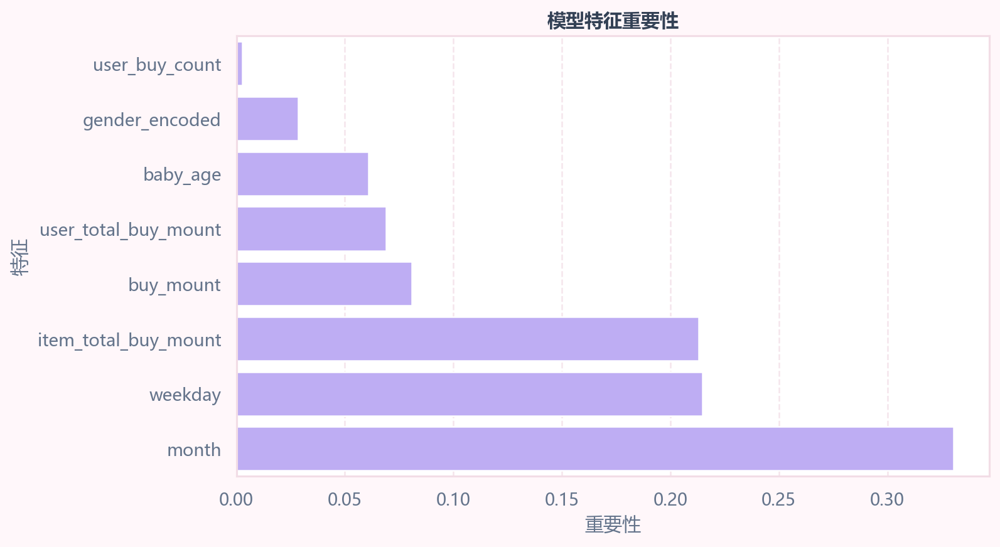 模型特征重要性
特征
user_buy_count
gender_encoded
baby_age
user_total_buy_mount
buy_mount
item_total_buy_mount
weekday
month
0.00 0.05 0.10 0.15 0.20 0.25 0.30
重要性